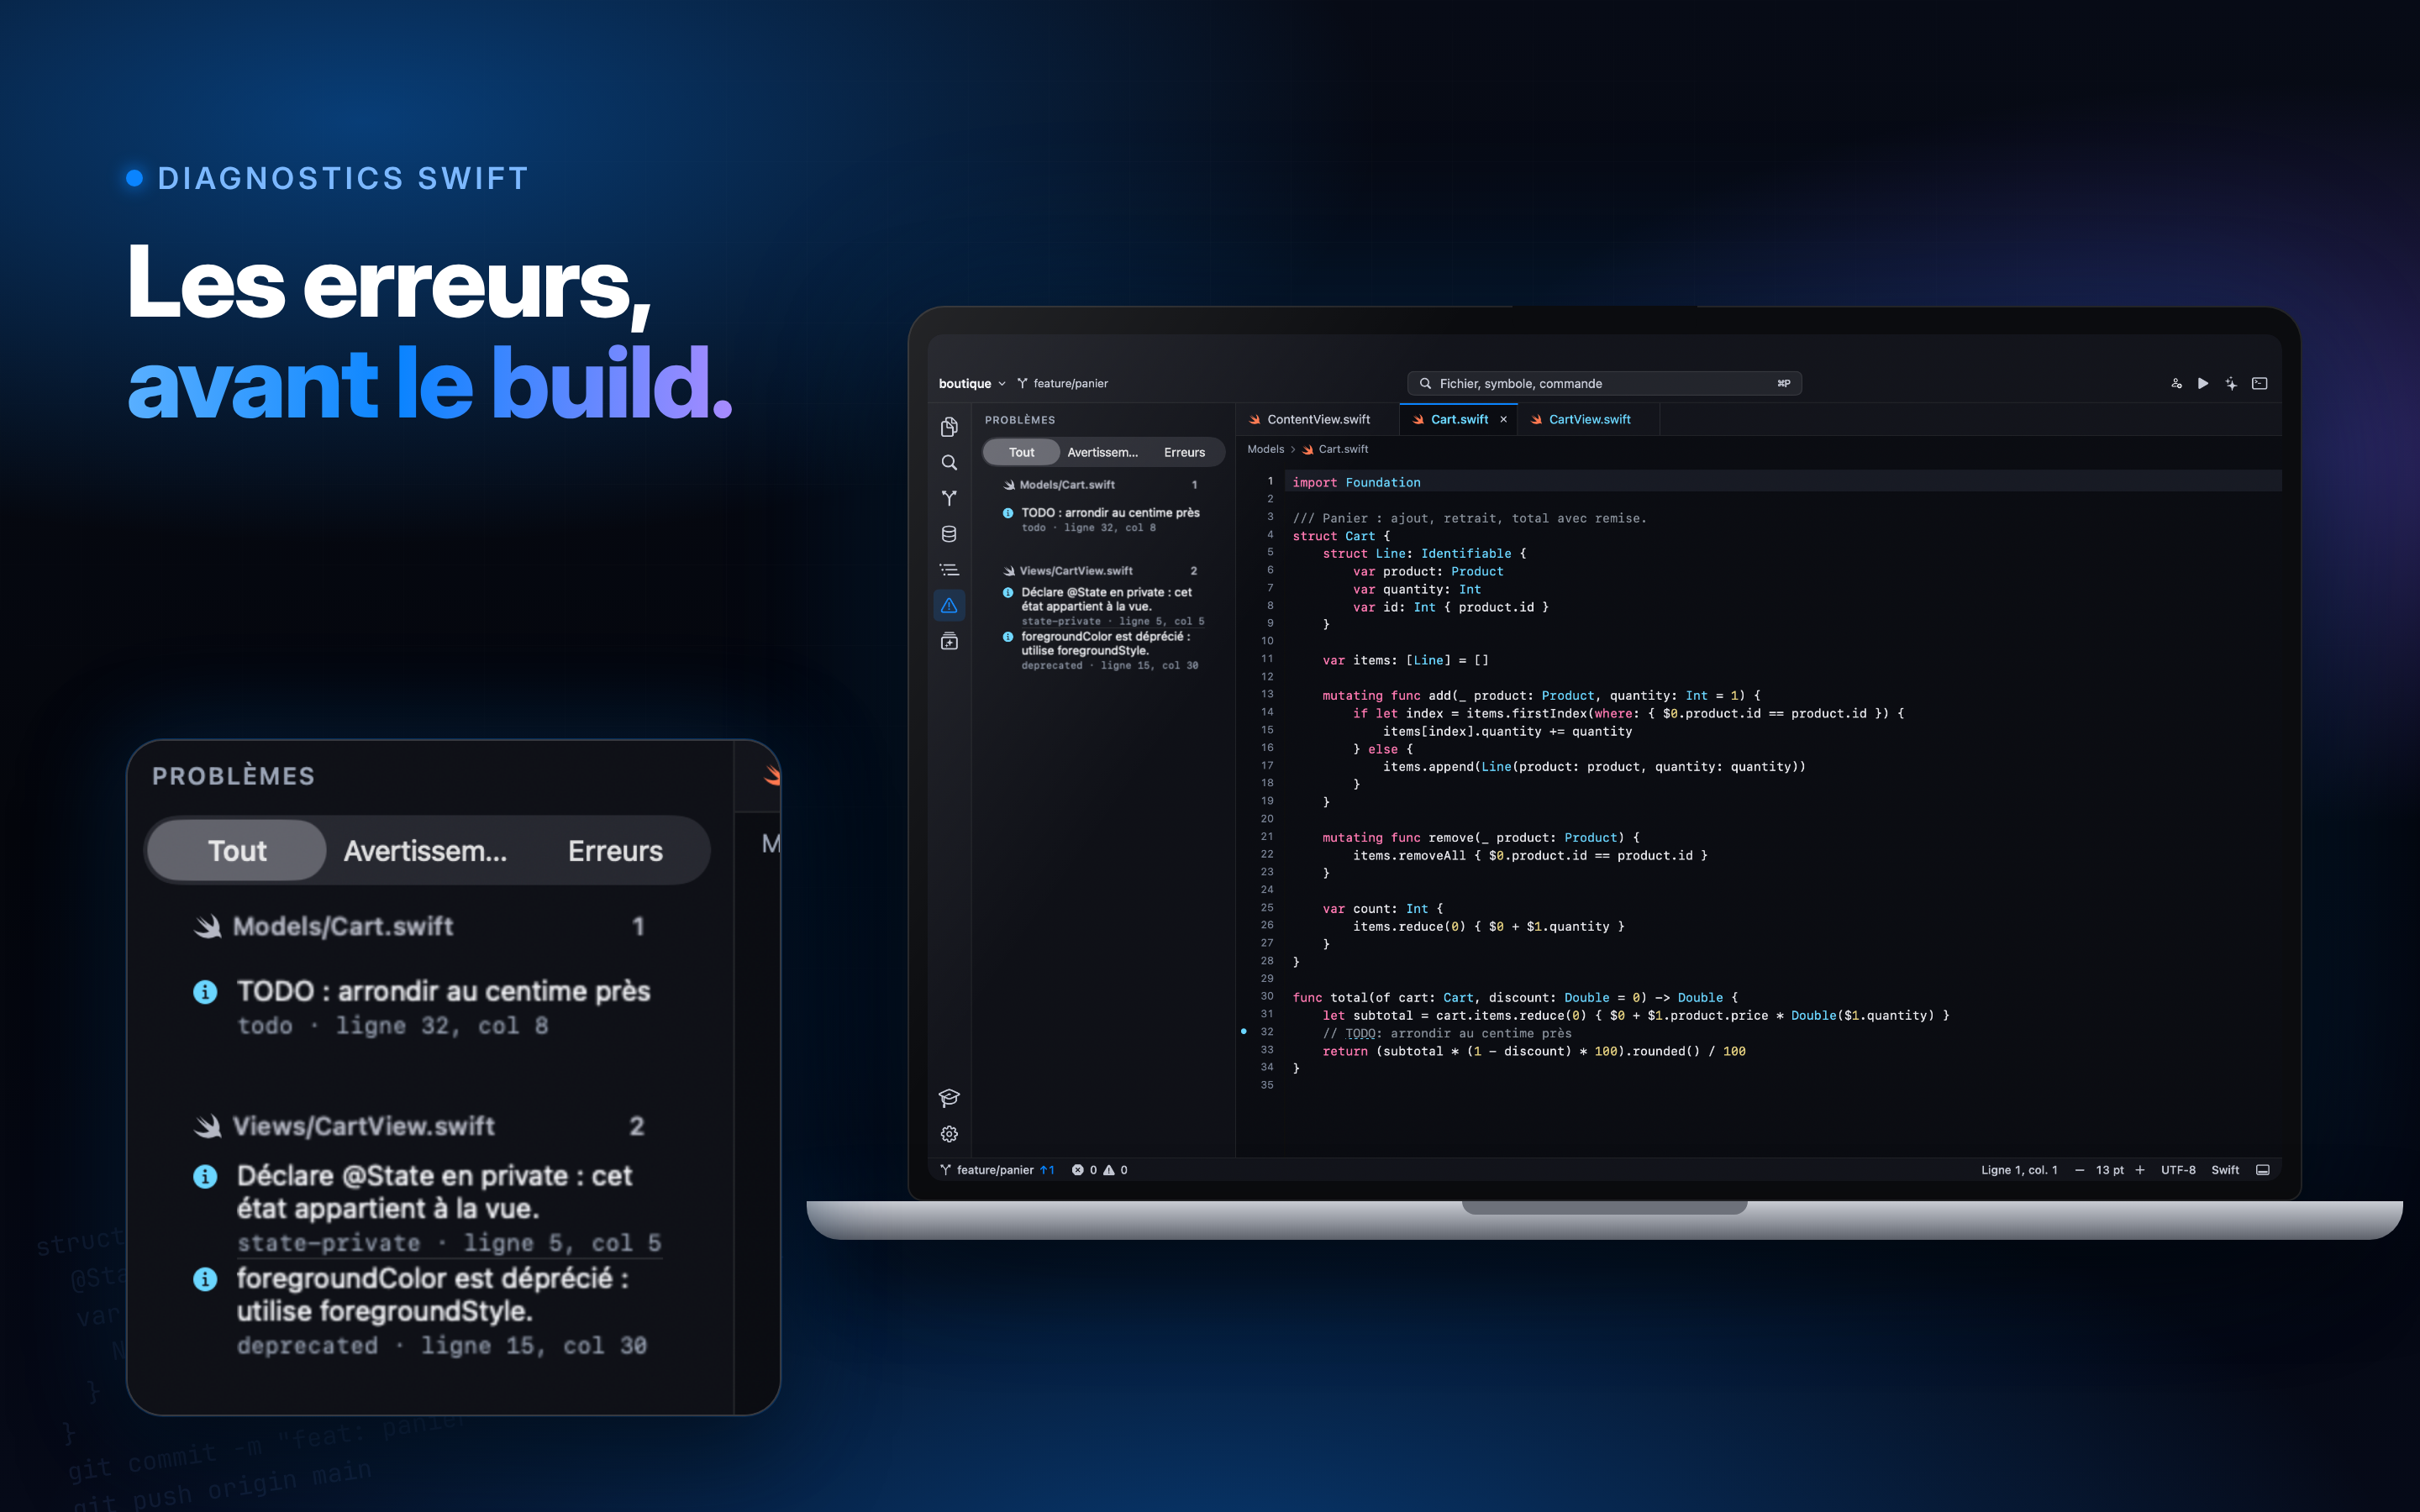 DIAGNOSTICS SWIFT
Les erreurs,
avant le build.
PROBLÈMES
Tout Avertissem... Erreurs
Models/Cart.swift 1
TODO : arrondir au centime près
todo · ligne 32, col 8
Views/CartView.swift 2
Déclare @State en private : cet
état appartient à la vue.
state-private · ligne 5, col 5
foregroundColor est déprécié :
utilise foregroundStyle.
deprecated · ligne 15, col 30
M
struct
@Sta
var
N
}
}
git commit -m "feat: panier
git push origin main
boutique feature/panier
Fichier, symbole, commande ⌘P
PROBLÈMES
Tout Avertissem... Erreurs
Models/Cart.swift 1
TODO : arrondir au centime près
todo · ligne 32, col 8
Views/CartView.swift 2
Déclare @State en private : cet
état appartient à la vue.
state-private · ligne 5, col 5
foregroundColor est déprécié :
utilise foregroundStyle.
deprecated · ligne 15, col 30
ContentView.swift Cart.swift × CartView.swift
Models > Cart.swift
1 import Foundation
2
3 /// Panier : ajout, retrait, total avec remise.
4 struct Cart {
5 struct Line: Identifiable {
6 var product: Product
7 var quantity: Int
8 var id: Int { product.id }
9 }
10
11 var items: [Line] = []
12
13 mutating func add(_ product: Product, quantity: Int = 1) {
14 if let index = items.firstIndex(where: { $0.product.id == product.id }) {
15 items[index].quantity += quantity
16 } else {
17 items.append(Line(product: product, quantity: quantity))
18 }
19 }
20
21 mutating func remove(_ product: Product) {
22 items.removeAll { $0.product.id == product.id }
23 }
24
25 var count: Int {
26 items.reduce(0) { $0 + $1.quantity }
27 }
28 }
29
30 func total(of cart: Cart, discount: Double = 0) -> Double {
31 let subtotal = cart.items.reduce(0) { $0 + $1.product.price * Double($1.quantity) }
32 // TODO: arrondir au centime près
33 return (subtotal * (1 - discount) * 100).rounded() / 100
34 }
35
feature/panier ↑1 0 0
Ligne 1, col. 1 − 13 pt + UTF-8 Swift